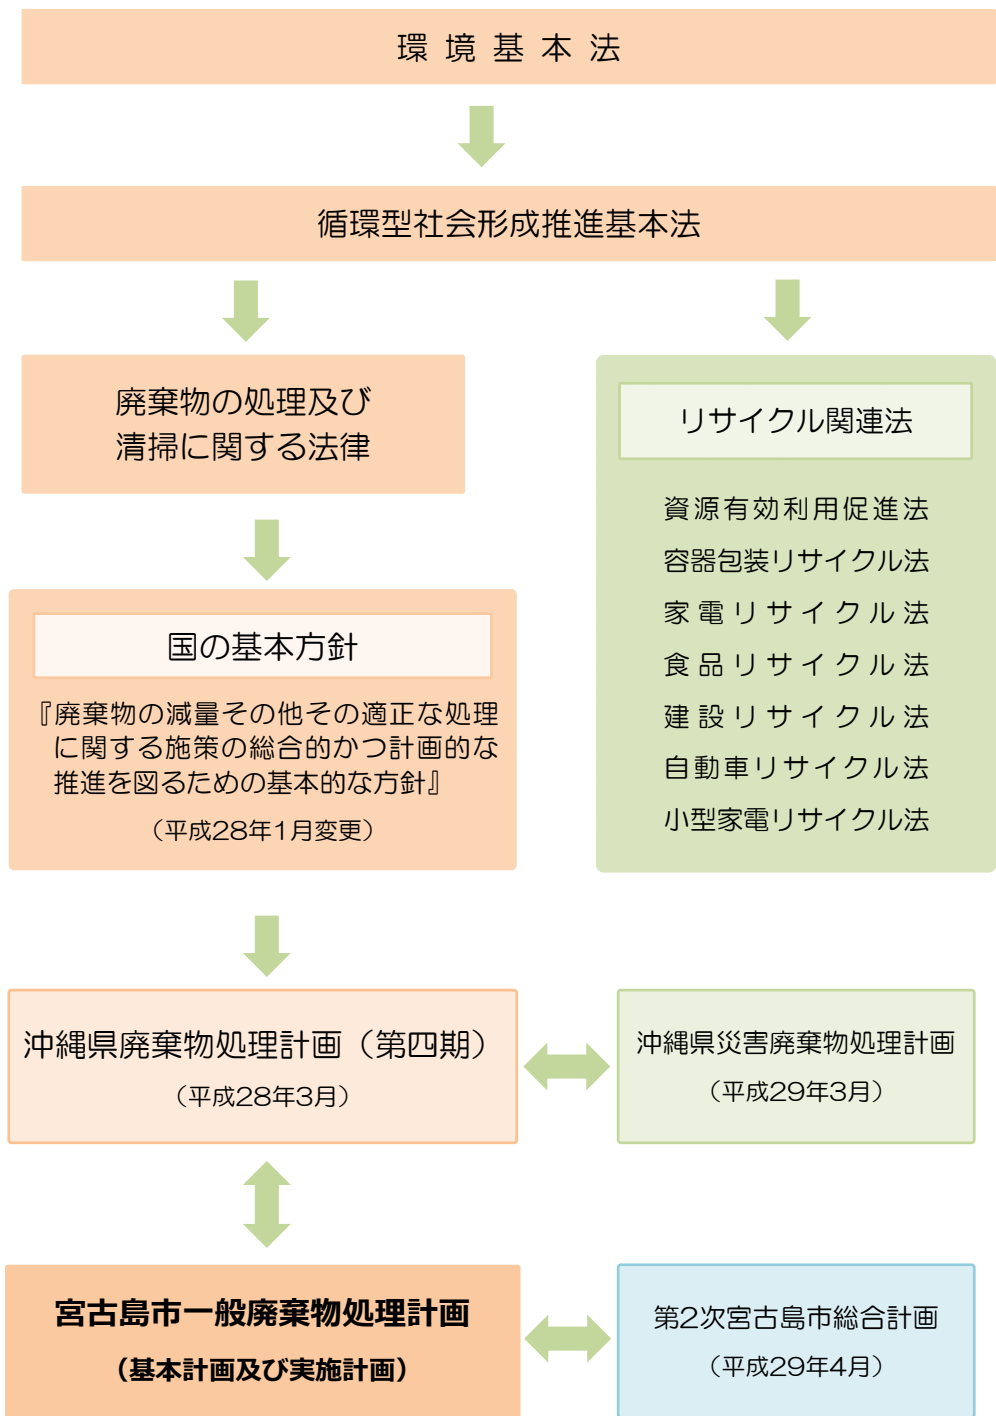 環境基本法
循環型社会形成推進基本法
廃棄物の処理及び
清掃に関する法律
国の基本方針
『廃棄物の減量その他その適正な処理
に関する施策の総合的かつ計画的な
推進を図るための基本的な方針』
（平成28年1月変更）
リサイクル関連法
資源有効利用促進法
容器包装リサイクル法
家電リサイクル法
食品リサイクル法
建設リサイクル法
自動車リサイクル法
小型家電リサイクル法
沖縄県廃棄物処理計画（第四期）
（平成28年3月）
沖縄県災害廃棄物処理計画
（平成29年3月）
宮古島市一般廃棄物処理計画
（基本計画及び実施計画）
第2次宮古島市総合計画
（平成29年4月）